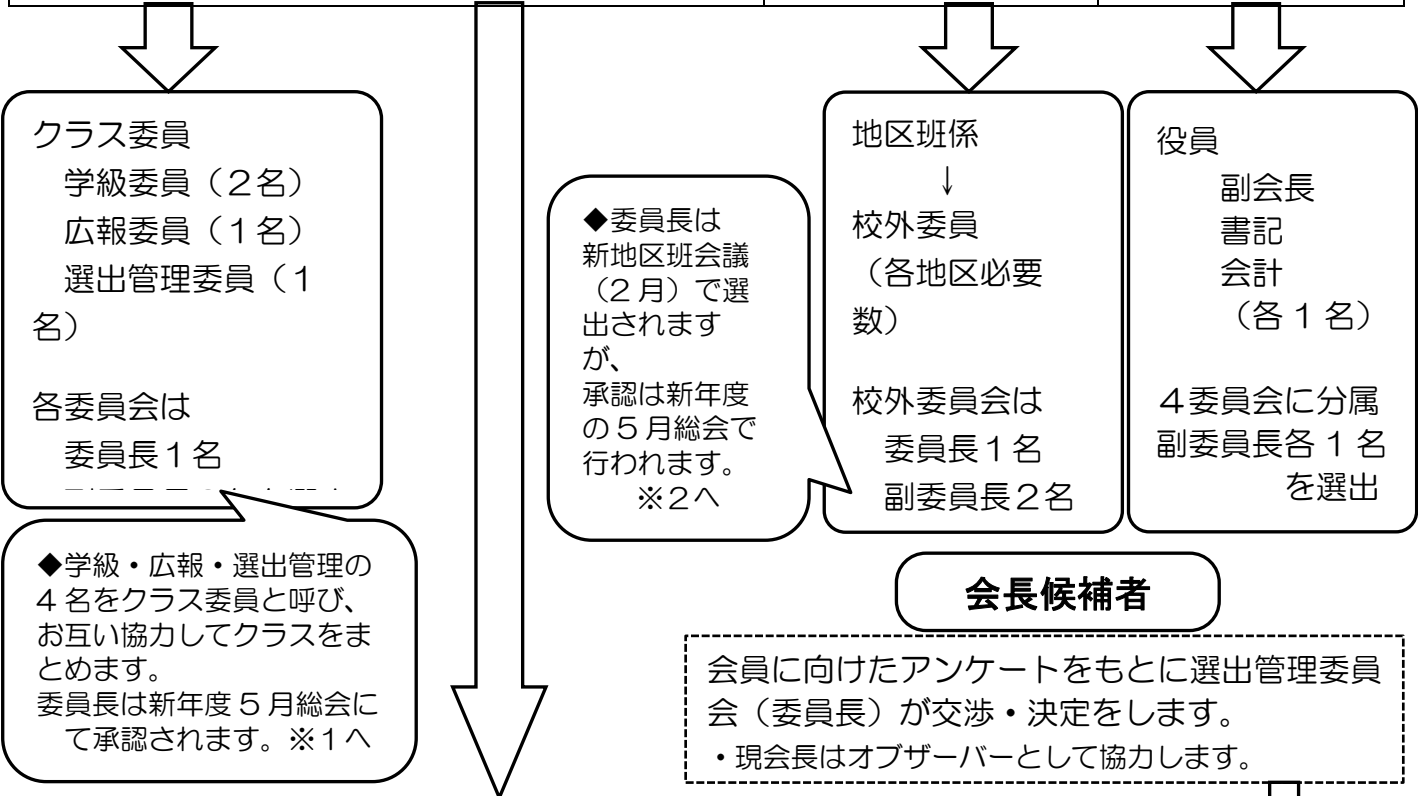 クラス委員
学級委員（２名）
広報委員（１名）
選出管理委員（１
名）
各委員会は
委員長１名
◆学級・広報・選出管理の
４名をクラス委員と呼び、
お互い協力してクラスをま
とめます。
委員長は新年度５月総会に
て承認されます。※１へ
◆委員長は
新地区班会議
（２月）で選
出されます
が、
承認は新年度
の５月総会で
行われます。
※２へ
地区班係
↓
校外委員
（各地区必要
数）
校外委員会は
委員長１名
副委員長２名
役員
副会長
書記
会計
（各１名）
４委員会に分属
副委員長各１名
を選出
会長候補者
会員に向けたアンケートをもとに選出管理委員
会（委員長）が交渉・決定をします。
・現会長はオブザーバーとして協力します。